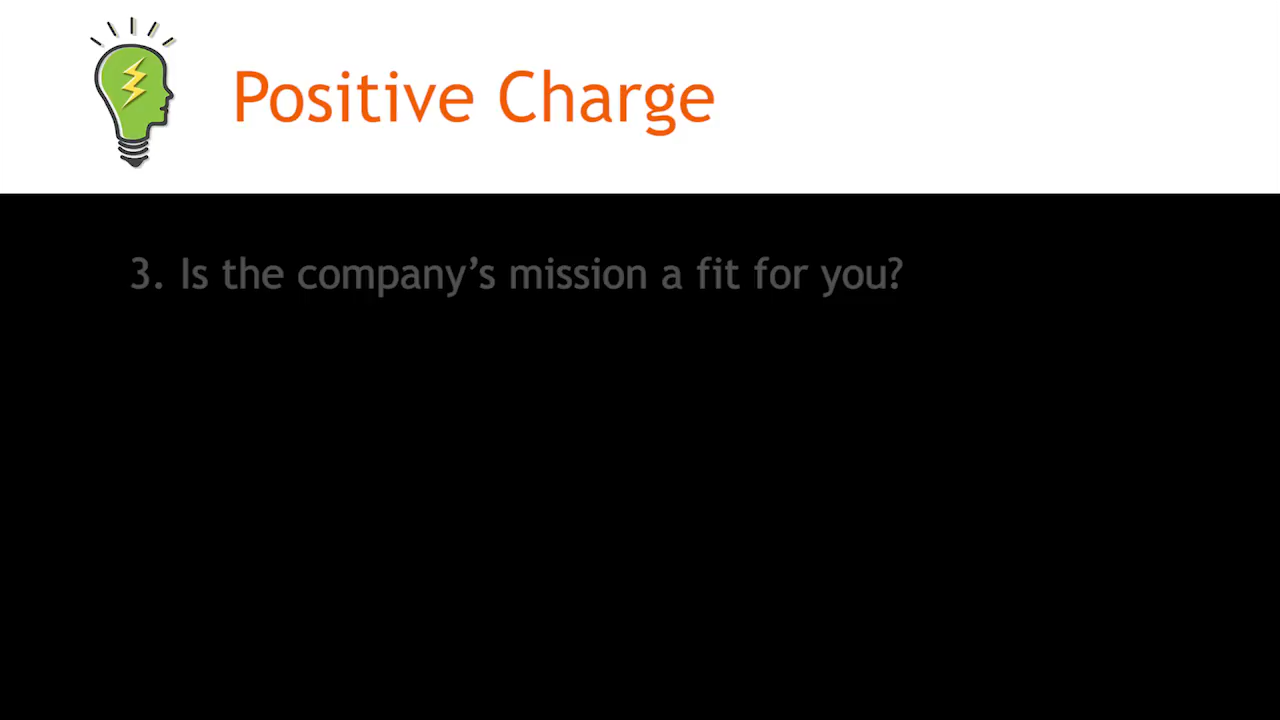 Positive Charge
3. Is the company’s mission a fit for you?